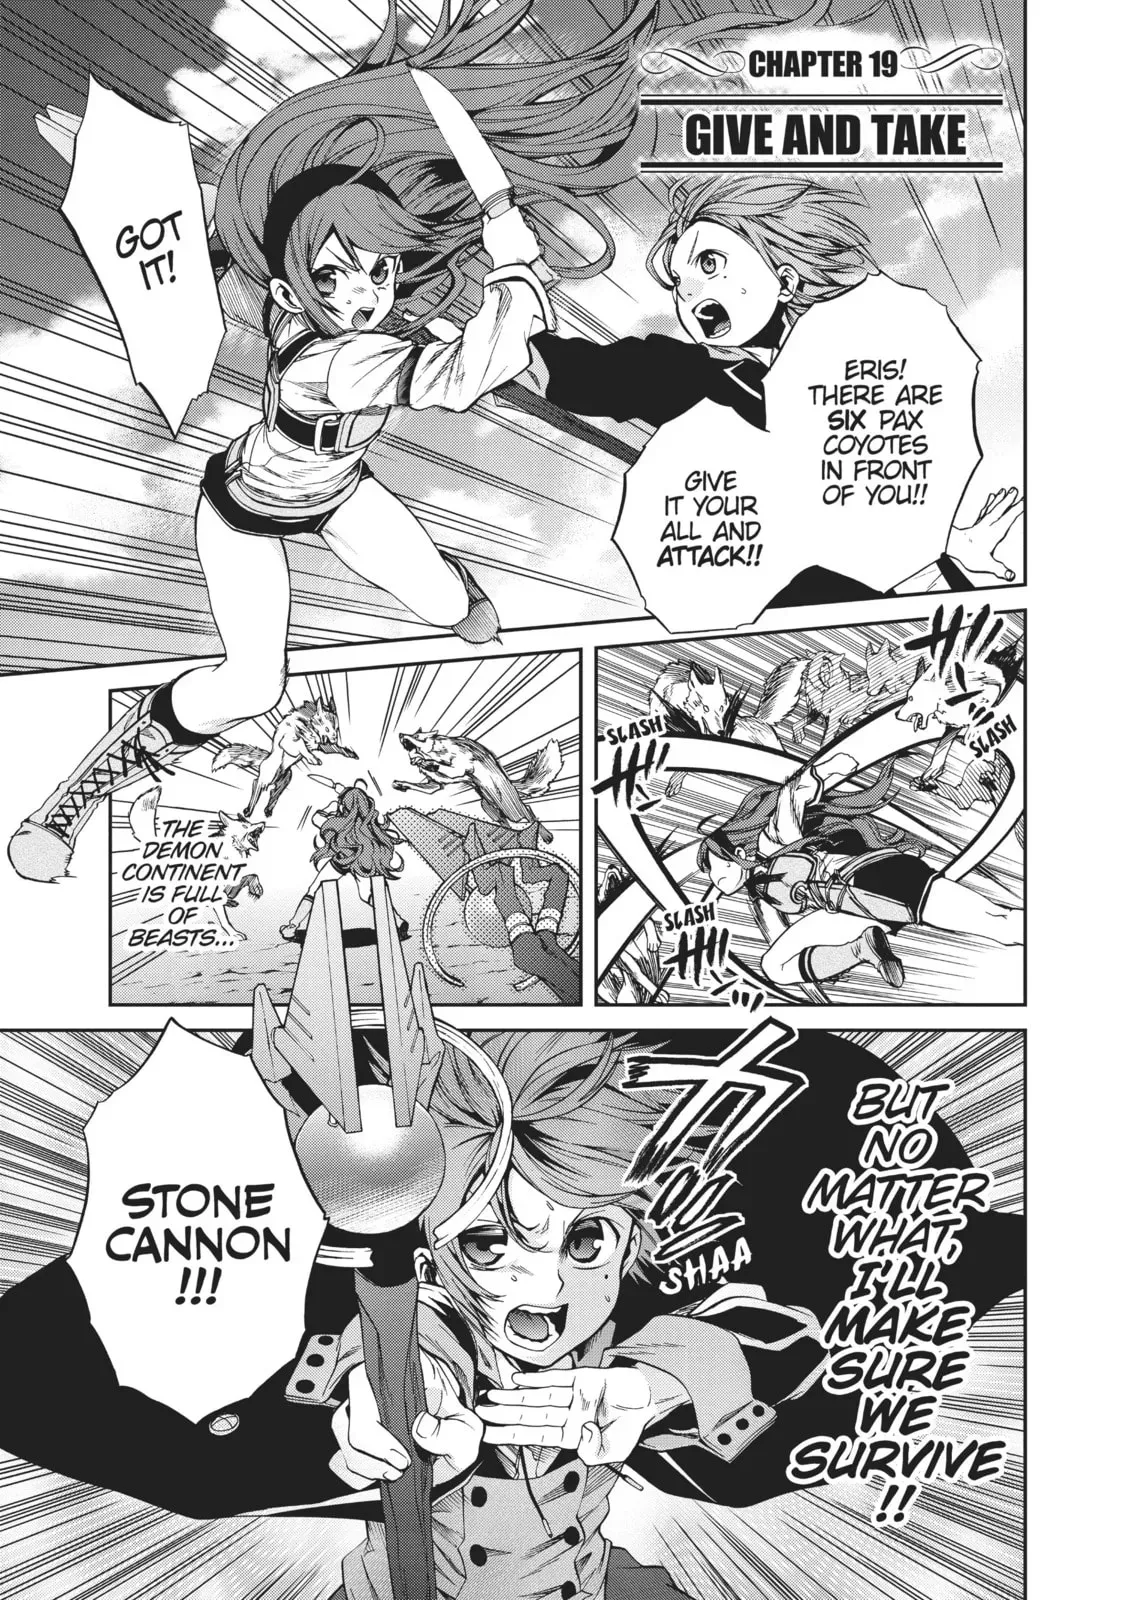 CHAPTER 19
GIVE AND TAKE
ERIS!
THERE ARE
SIX PAX
COYOTES
IN FRONT
OF YOU!!
GIVE
IT YOUR
ALL AND
ATTACK!!
GOT
IT!
SLASH
SLASH
SLASH
THE
DEMON
CONTINENT
IS FULL
OF
BEASTS...
BUT
NO
MATTER
WHAT,
I'LL
MAKE
SURE
WE
SURVIVE
!!
SHAA
STONE
CANNON
!!!